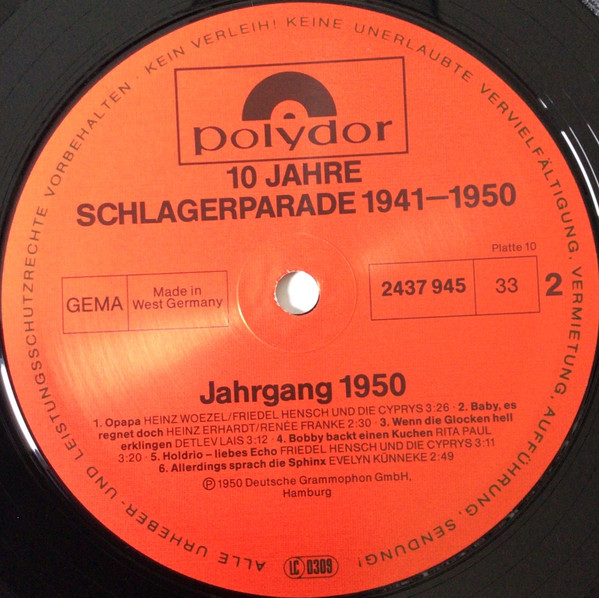 ALLE URHEBER- UND LEISTUNGSSCHUTZRECHTE VORBEHALTEN · KEIN VERLEIH! KEINE UNERLAUBTE VERVIELFÄLTIGUNG, VERMIETUNG, AUFFÜHRUNG, SENDUNG!
polydor
10 JAHRE
SCHLAGERPARADE 1941—1950
Platte 10
GEMA
Made in
West Germany
2437 945
33
2
Jahrgang 1950
1. Opapa HEINZ WOEZEL/FRIEDEL HENSCH UND DIE CYPRYS 3:26 - 2. Baby, es
regnet doch HEINZ ERHARDT/RENÉE FRANKE 2:30 - 3. Wenn die Glocken hell
erklingen DETLEV LAIS 3:12 - 4. Bobby backt einen Kuchen RITA PAUL
3:20 - 5. Holdrio – liebes Echo FRIEDEL HENSCH UND DIE CYPRYS 3:11
6. Allerdings sprach die Sphinx EVELYN KÜNNEKE 2:49
Ⓟ 1950 Deutsche Grammophon GmbH,
Hamburg
LC 0309